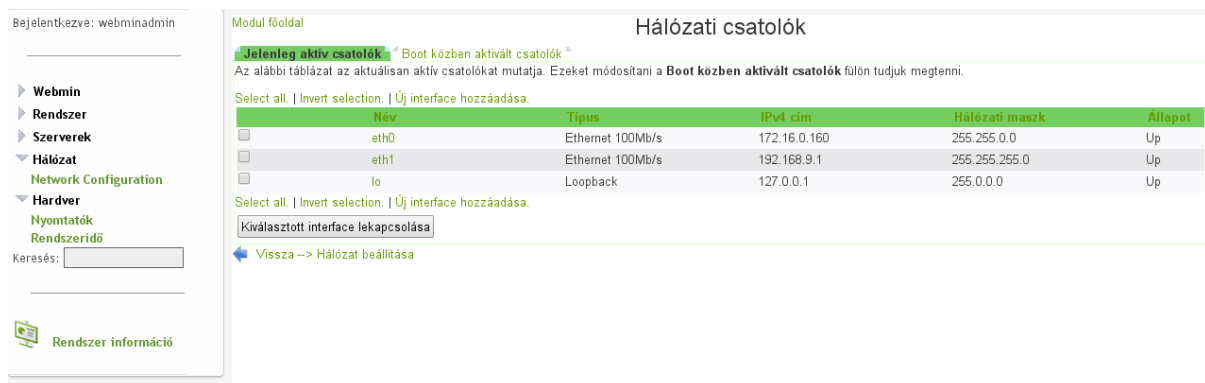 Bejelentkezve: webminadmin
Webmin
Rendszer
Szerverek
Hálózat
Network Configuration
Hardver
Nyomtatók
Rendszeridő
Keresés:
Rendszer információ
Modul főoldal
Hálózati csatolók
Jelenleg aktív csatolók Boot közben aktivált csatolók
Az alábbi táblázat az aktuálisan aktív csatolókat mutatja. Ezeket módosítani a Boot közben aktivált csatolók fülön tudjuk megtenni.
Select all. | Invert selection. | Új interface hozzáadása.
Név Típus IPv4 cím Hálózati maszk Állapot
eth0 Ethernet 100Mb/s 172.16.0.160 255.255.0.0 Up
eth1 Ethernet 100Mb/s 192.168.9.1 255.255.255.0 Up
lo Loopback 127.0.0.1 255.0.0.0 Up
Select all. | Invert selection. | Új interface hozzáadása.
Kiválasztott interface lekapcsolása
Vissza --> Hálózat beállítása